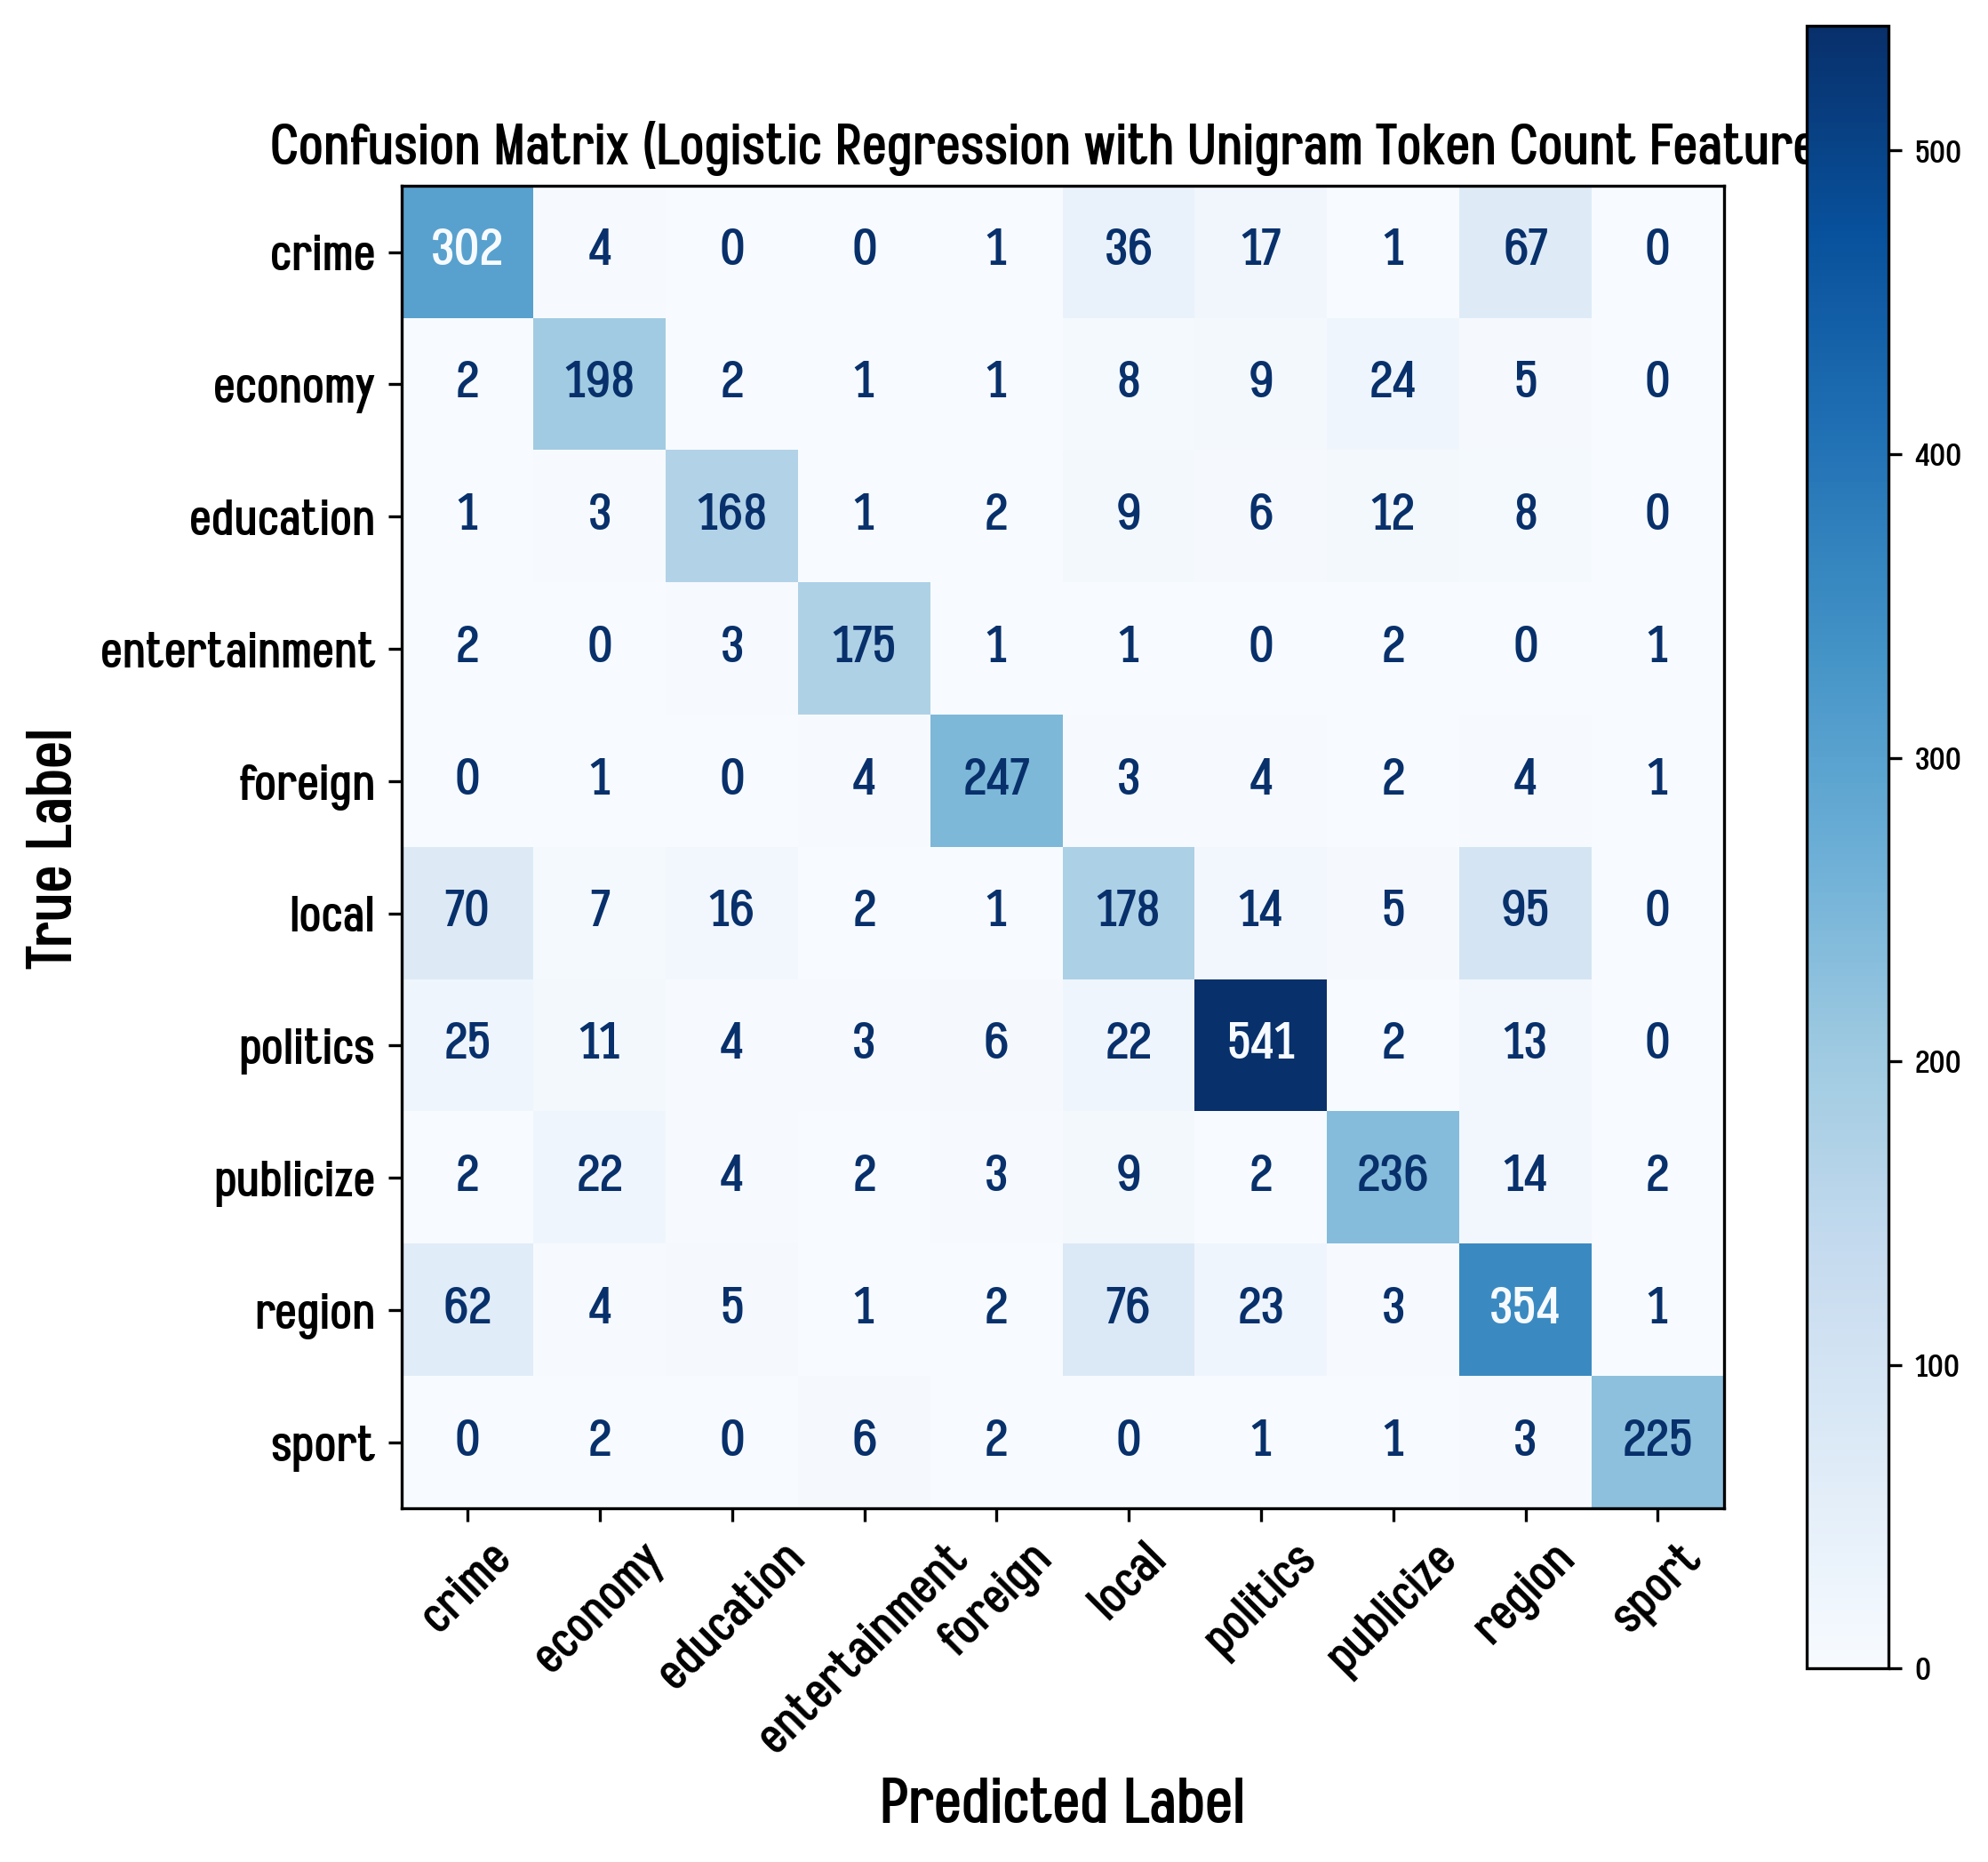 Confusion Matrix (Logistic Regression with Unigram Token Count Feature
True Label
crime 302 4 0 0 1 36 17 1 67 0
economy 2 198 2 1 1 8 9 24 5 0
education 1 3 168 1 2 9 6 12 8 0
entertainment 2 0 3 175 1 1 0 2 0 1
foreign 0 1 0 4 247 3 4 2 4 1
local 70 7 16 2 1 178 14 5 95 0
politics 25 11 4 3 6 22 541 2 13 0
publicize 2 22 4 2 3 9 2 236 14 2
region 62 4 5 1 2 76 23 3 354 1
sport 0 2 0 6 2 0 1 1 3 225
crime economy education entertainment foreign local politics publicize region sport
Predicted Label
500
400
300
200
100
0